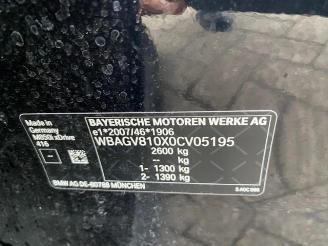 Made in
Germany
M850i xDrive
416
BAYERISCHE MOTOREN WERKE AG
e1*2007/46*1906
WBAGV810X0CV05195
2600 kg
-- kg
1- 1300 kg
2- 1390 kg
BMW AG DE-80788 MÜNCHEN